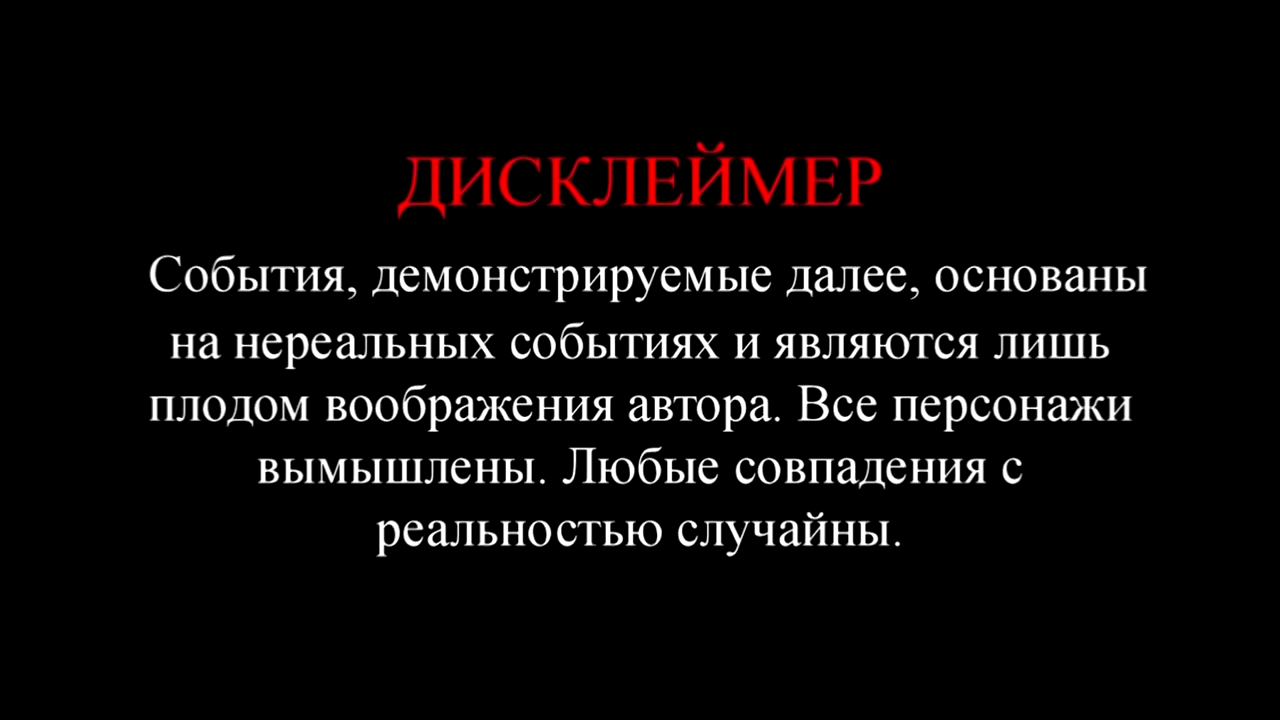 ДИСКЛЕЙМЕР
События, демонстрируемые далее, основаны
на нереальных событиях и являются лишь
плодом воображения автора. Все персонажи
вымышлены. Любые совпадения с
реальностью случайны.